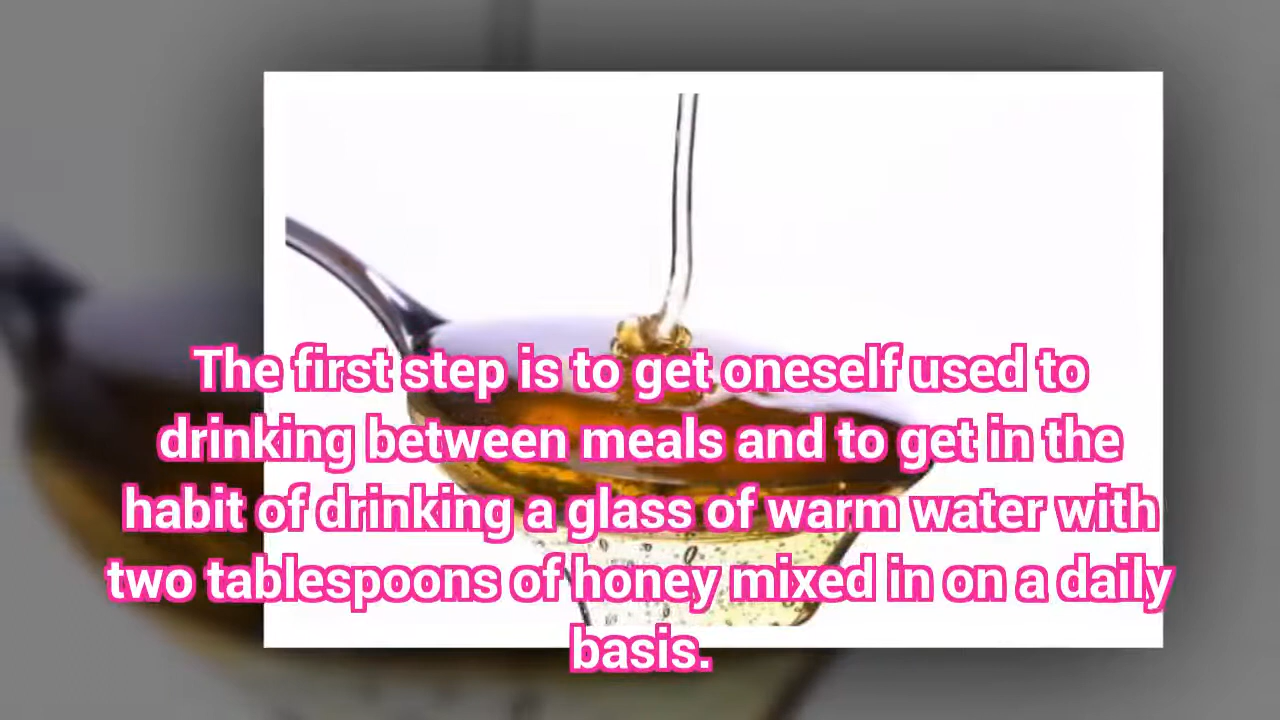 The first step is to get oneself used to
drinking between meals and to get in the
habit of drinking a glass of warm water with
two tablespoons of honey mixed in on a daily
basis.